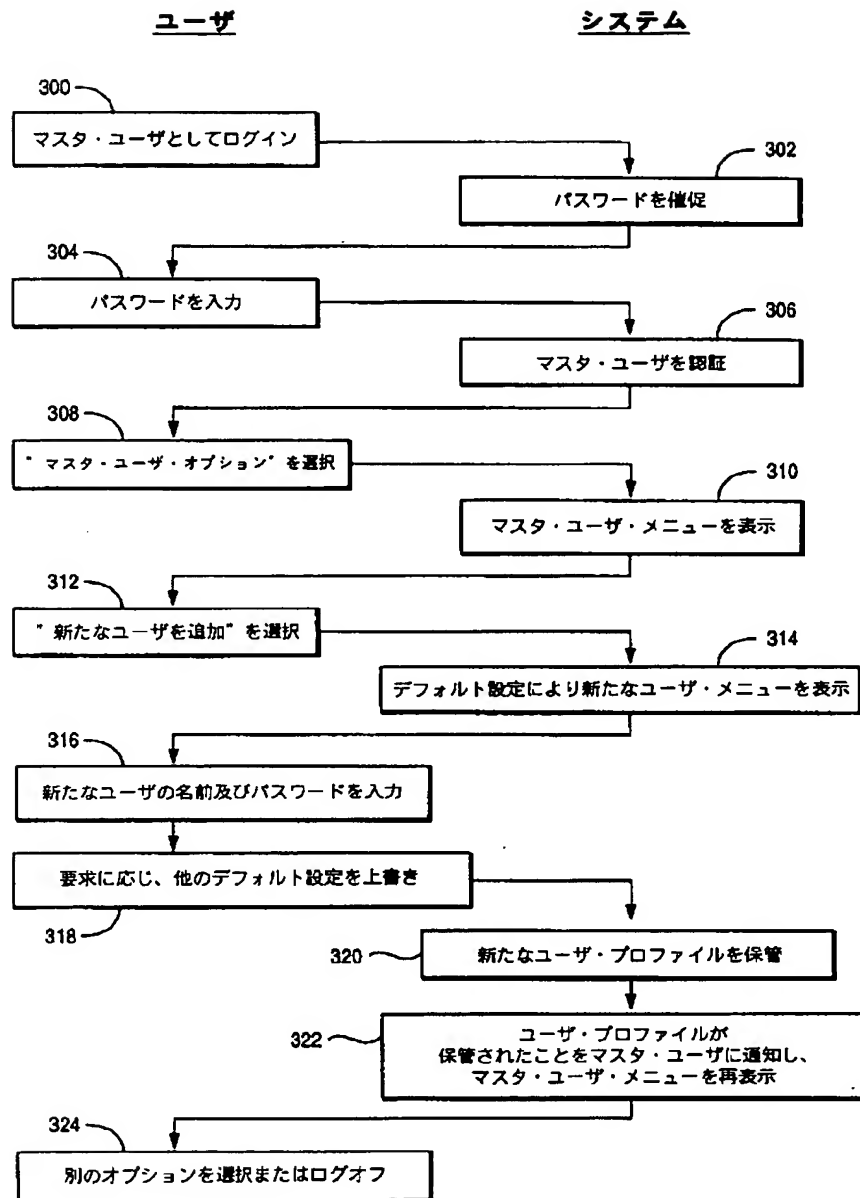 ユーザ
システム
300
マスタ・ユーザとしてログイン
302
パスワードを催促
304
パスワードを入力
306
マスタ・ユーザを認証
308
"マスタ・ユーザ・オプション"を選択
310
マスタ・ユーザ・メニューを表示
312
"新たなユーザを追加"を選択
314
デフォルト設定により新たなユーザ・メニューを表示
316
新たなユーザの名前及びパスワードを入力
要求に応じ、他のデフォルト設定を上書き
318
320
新たなユーザ・プロファイルを保管
322
ユーザ・プロファイルが
保管されたことをマスタ・ユーザに通知し、
マスタ・ユーザ・メニューを再表示
324
別のオプションを選択またはログオフ